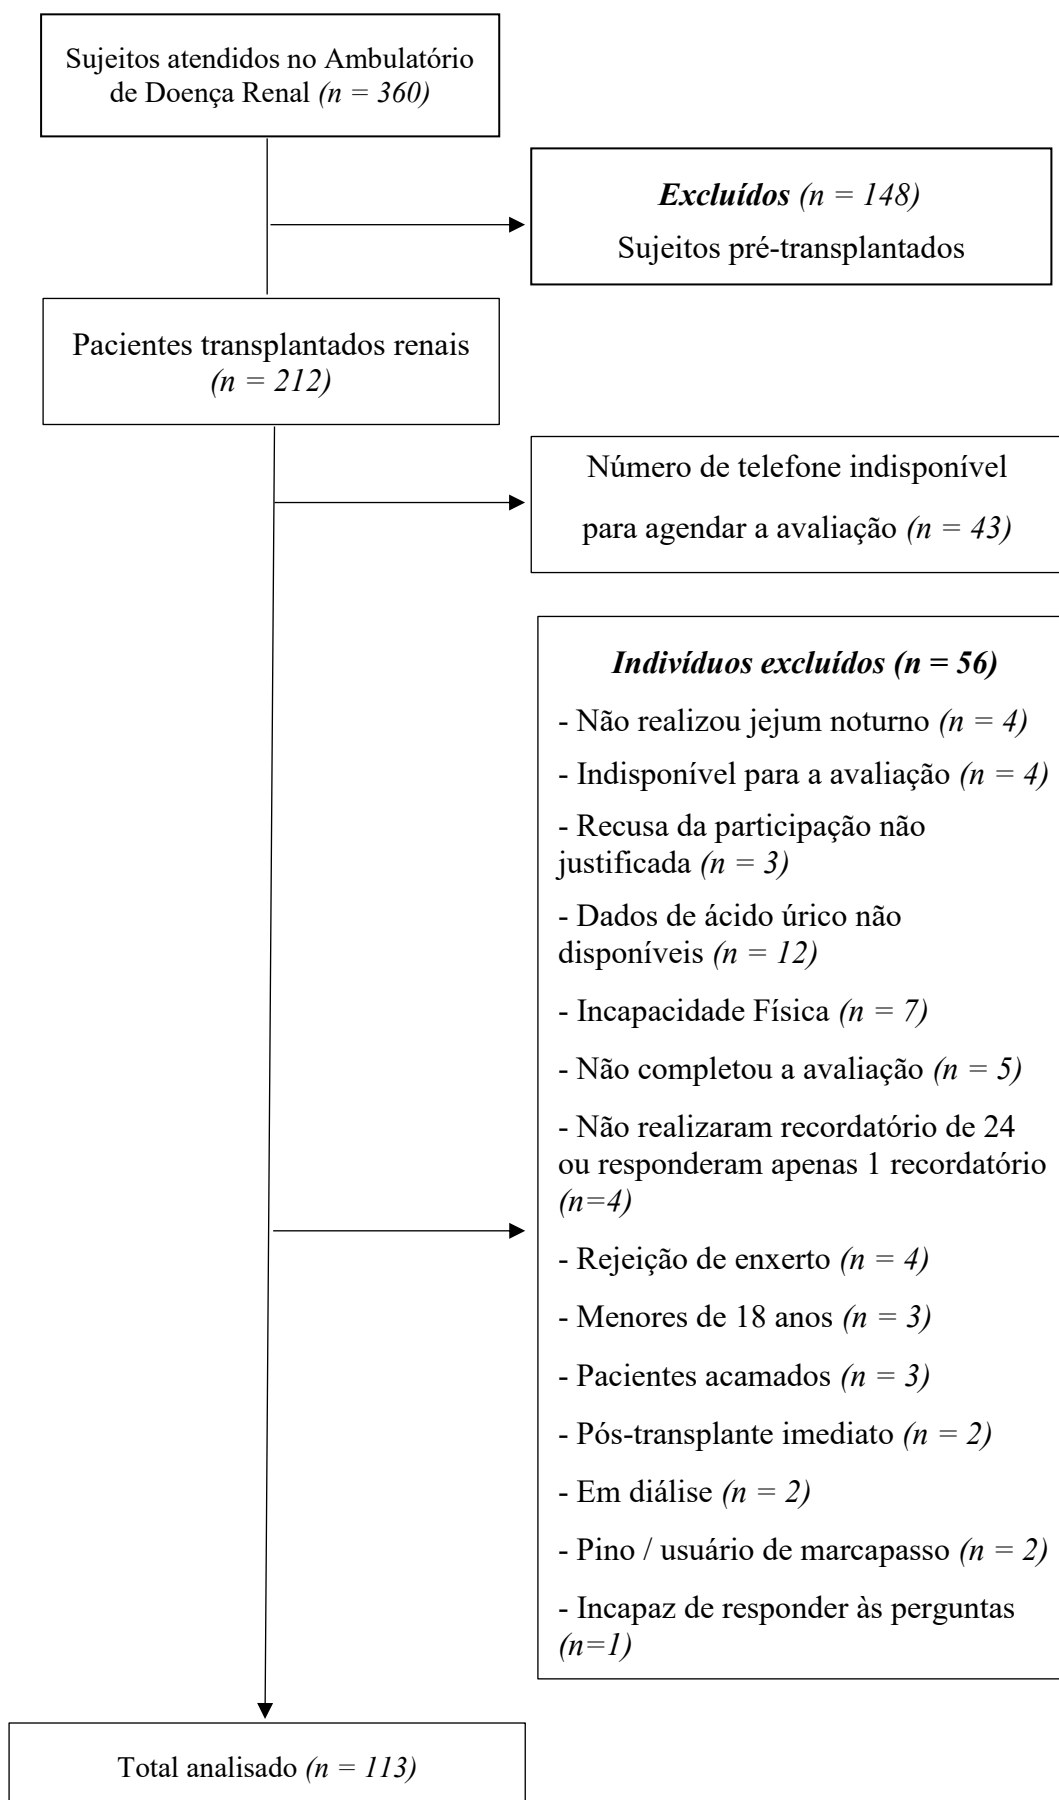 Sujeitos atendidos no Ambulatório
de Doença Renal (n = 360)
Excluídos (n = 148)
Sujeitos pré-transplantados
Pacientes transplantados renais
(n = 212)
Número de telefone indisponível
para agendar a avaliação (n = 43)
Indivíduos excluídos (n = 56)
- Não realizou jejum noturno (n = 4)
- Indisponível para a avaliação (n = 4)
- Recusa da participação não
justificada (n = 3)
- Dados de ácido úrico não
disponíveis (n = 12)
- Incapacidade Física (n = 7)
- Não completou a avaliação (n = 5)
- Não realizaram recordatório de 24
ou responderam apenas 1 recordatório
(n=4)
- Rejeição de enxerto (n = 4)
- Menores de 18 anos (n = 3)
- Pacientes acamados (n = 3)
- Pós-transplante imediato (n = 2)
- Em diálise (n = 2)
- Pino / usuário de marcapasso (n = 2)
- Incapaz de responder às perguntas
(n=1)
Total analisado (n = 113)